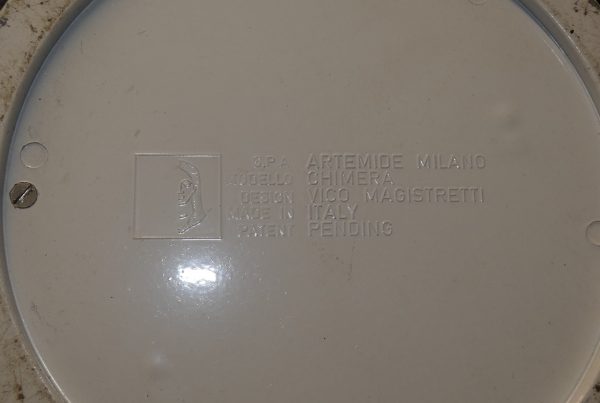 S.P.A. ARTEMIDE MILANO
MODELLO CHIMERA
DESIGN VICO MAGISTRETTI
MADE IN ITALY
PATENT PENDING